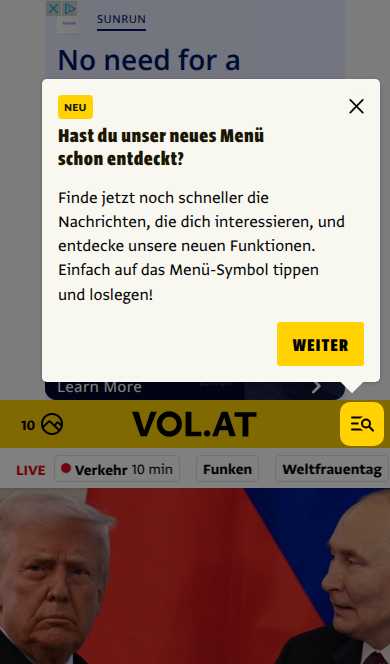 SUNRUN
No need for a
NEU
Hast du unser neues Menü
schon entdeckt?
Finde jetzt noch schneller die
Nachrichten, die dich interessieren, und
entdecke unsere neuen Funktionen.
Einfach auf das Menü-Symbol tippen
und loslegen!
WEITER
Learn More
10 VOL.AT
LIVE Verkehr 10 min Funken Weltfrauentag